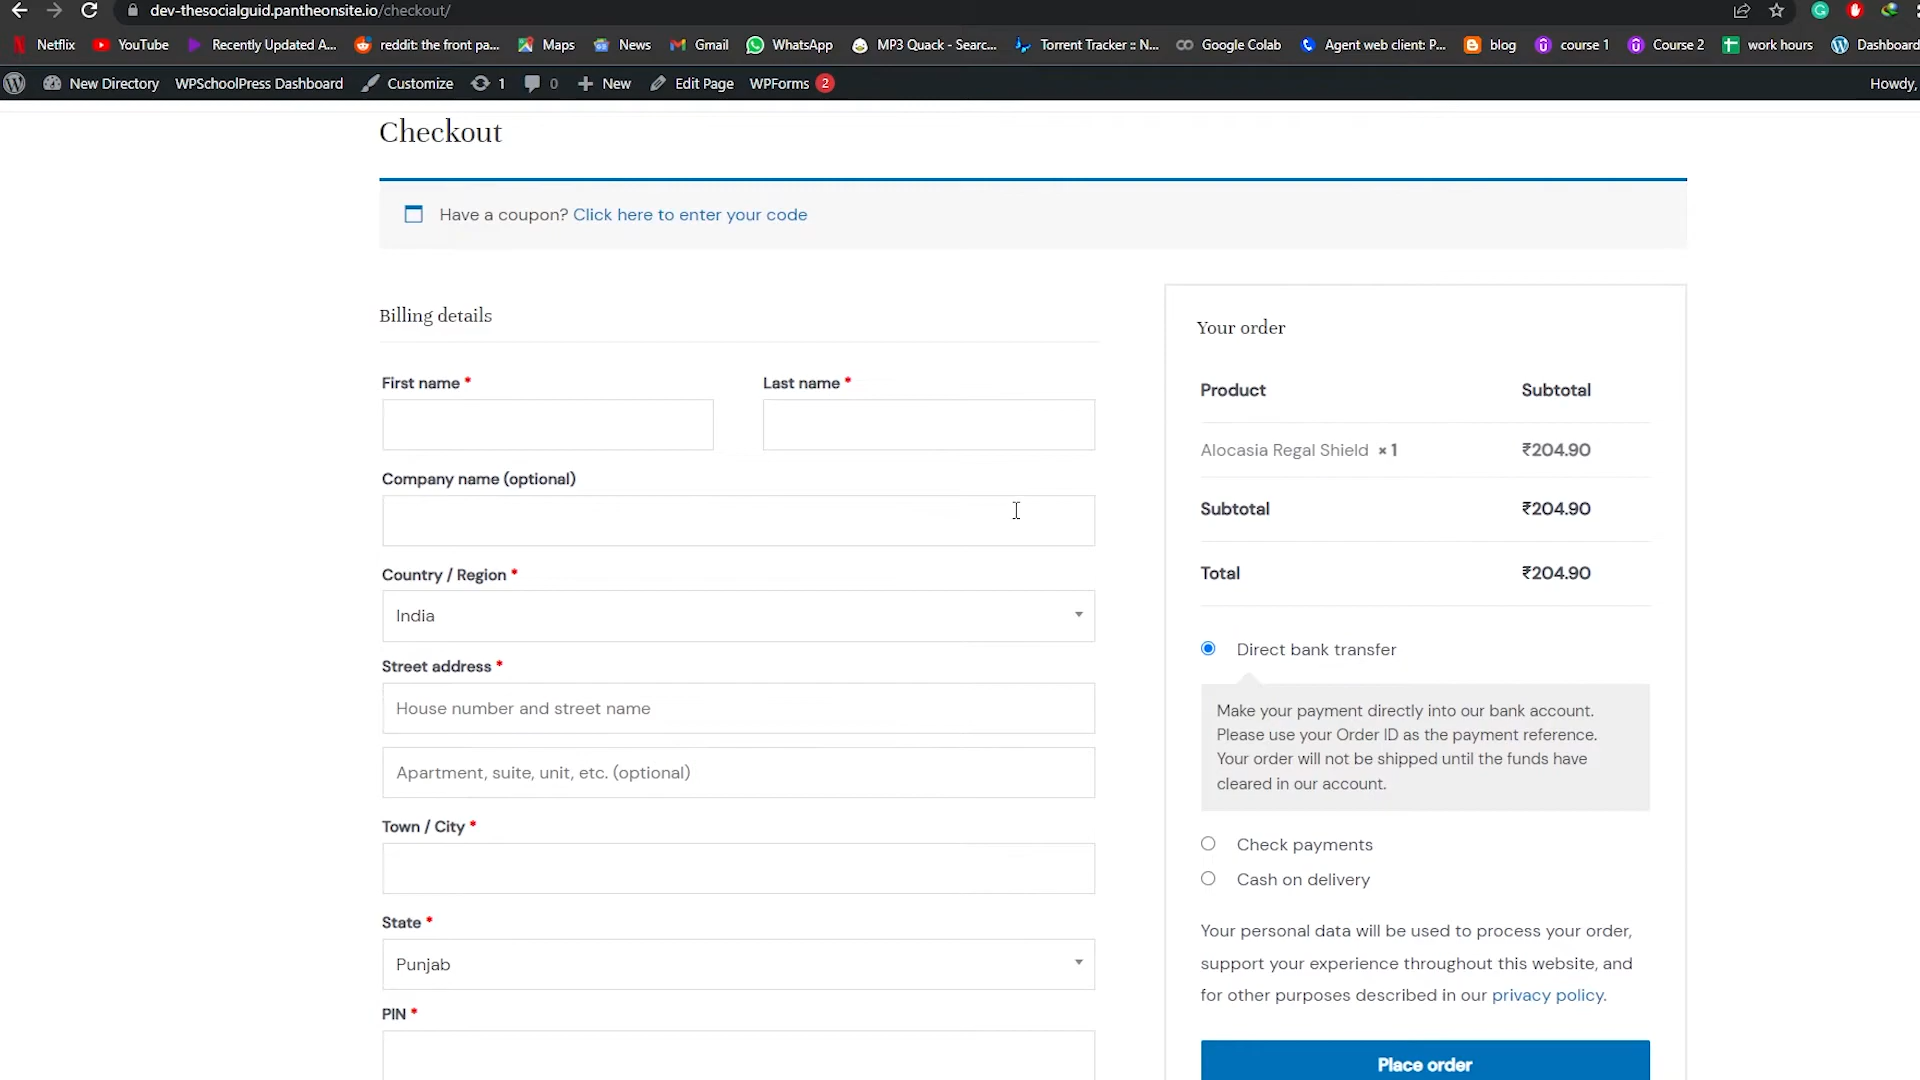 dev-thesocialguid.pantheonsite.io/checkout/
Netflix YouTube Recently Updated A... reddit: the front pa... Maps News Gmail WhatsApp MP3 Quack - Searc... Torrent Tracker :: N... Google Colab Agent web client: P... blog course 1 Course 2 work hours Dashboard
New Directory WPSchoolPress Dashboard Customize 1 0 New Edit Page WPForms 2 Howdy,
Checkout
Have a coupon? Click here to enter your code
Billing details
First name * Last name *
Company name (optional)
Country / Region *
India
Street address *
House number and street name
Apartment, suite, unit, etc. (optional)
Town / City *
State *
Punjab
PIN *
Your order
Product Subtotal
Alocasia Regal Shield × 1 ₹204.90
Subtotal ₹204.90
Total ₹204.90
Direct bank transfer
Make your payment directly into our bank account.
Please use your Order ID as the payment reference.
Your order will not be shipped until the funds have
cleared in our account.
Check payments
Cash on delivery
Your personal data will be used to process your order,
support your experience throughout this website, and
for other purposes described in our privacy policy.
Place order